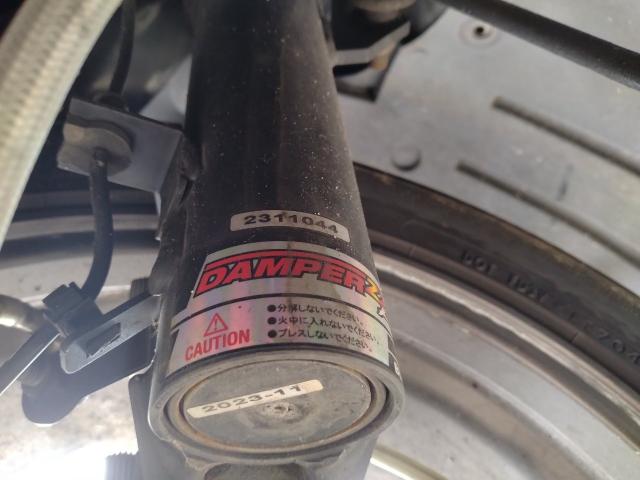 2311044
DAMPER
●分解しないでください。
●火中に入れないでください。
●プレスしないでください。
CAUTION
2023-11
DOT